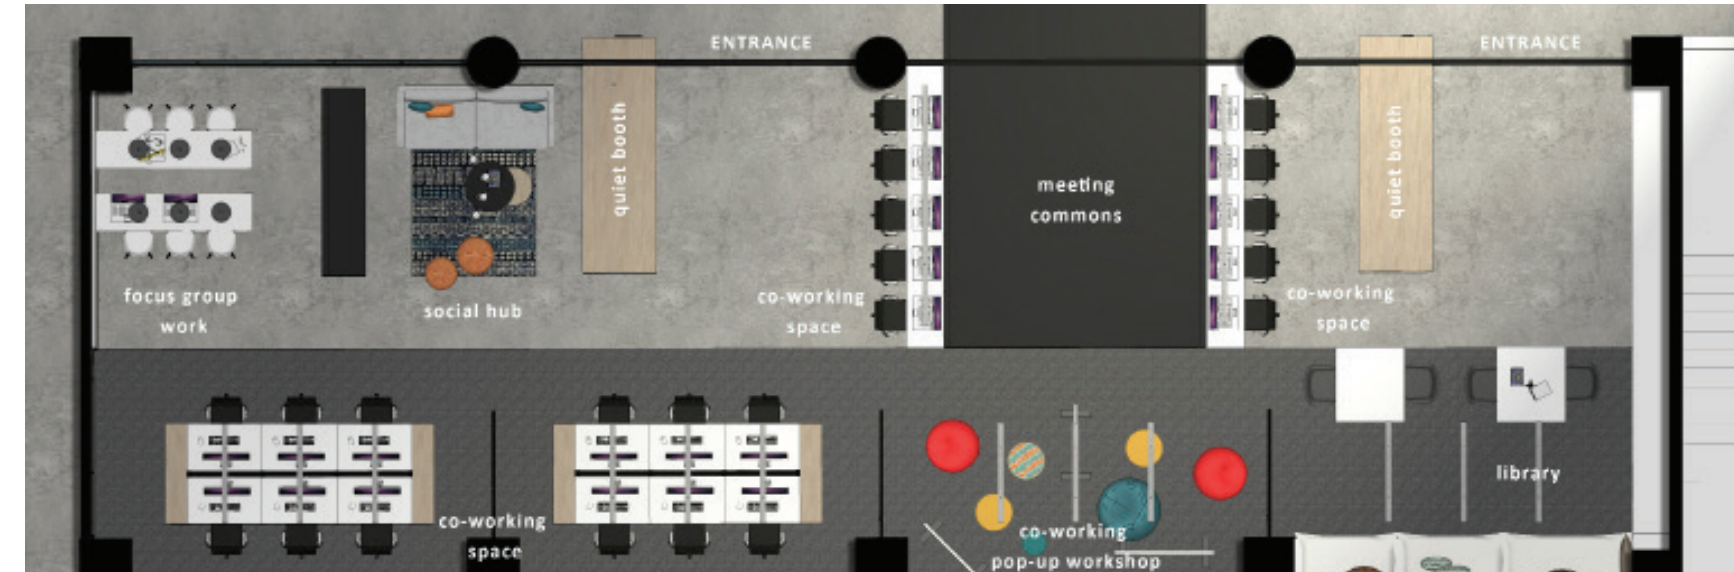 ENTRANCE
ENTRANCE
quiet booth
quiet booth
meeting
commons
focus group
work
social hub
co-working
space
co-working
space
library
co-working
space
co-working
pop-up workshop